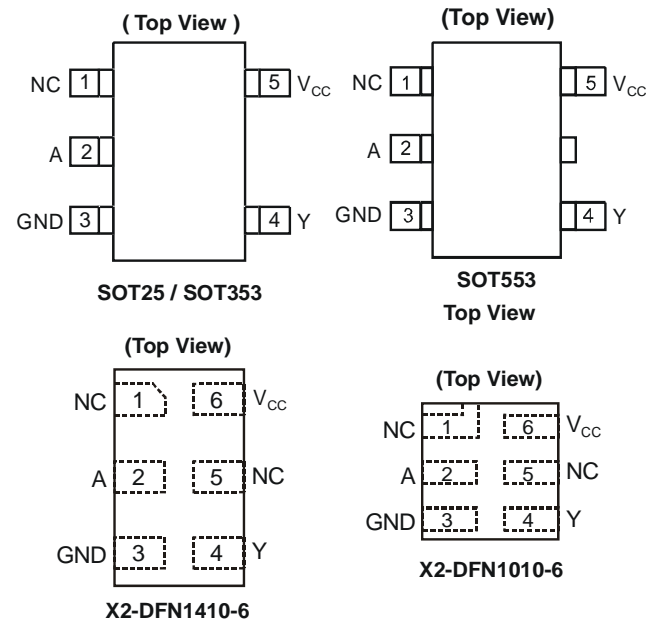 ( Top View )
NC 1 5 VCC
A 2
GND 3 4 Y
SOT25 / SOT353
(Top View)
NC 1 5 VCC
A 2
GND 3 4 Y
SOT553
Top View
(Top View)
NC 1 6 VCC
A 2 5 NC
GND 3 4 Y
X2-DFN1410-6
(Top View)
NC 1 6 VCC
A 2 5 NC
GND 3 4 Y
X2-DFN1010-6